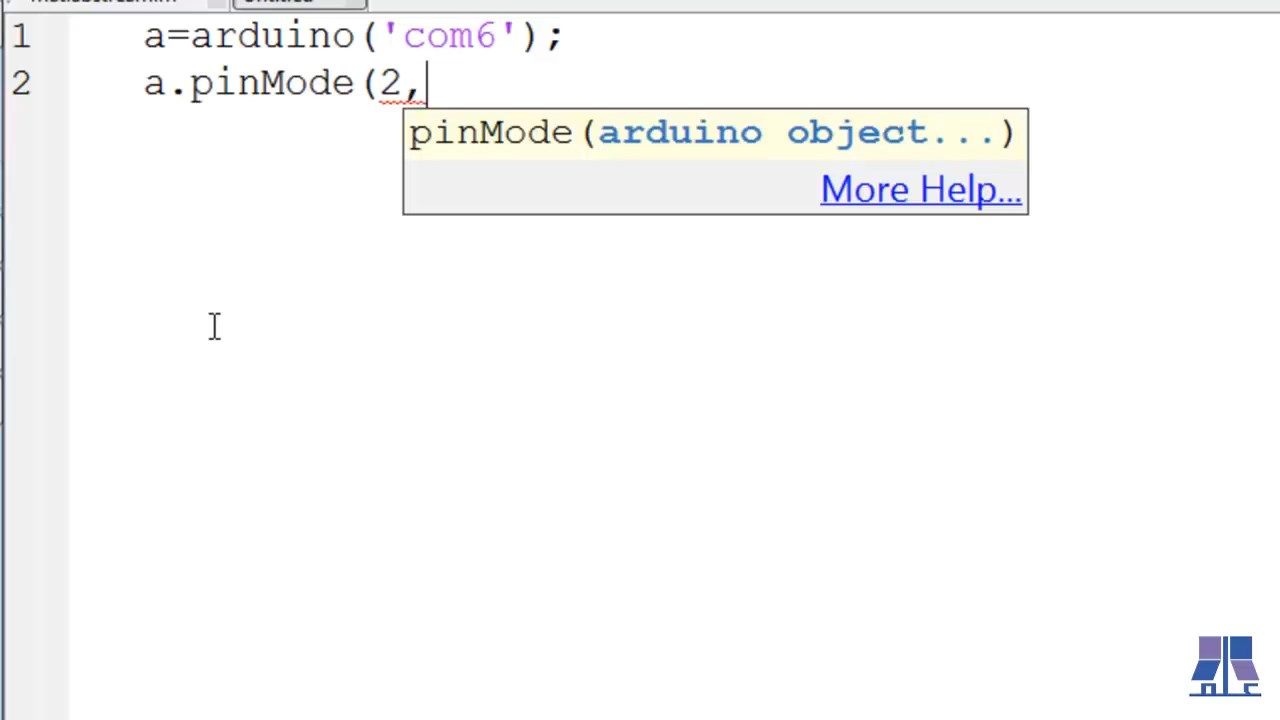 1 a=arduino('com6');
2 a.pinMode(2,
pinMode(arduino object...)
More Help...